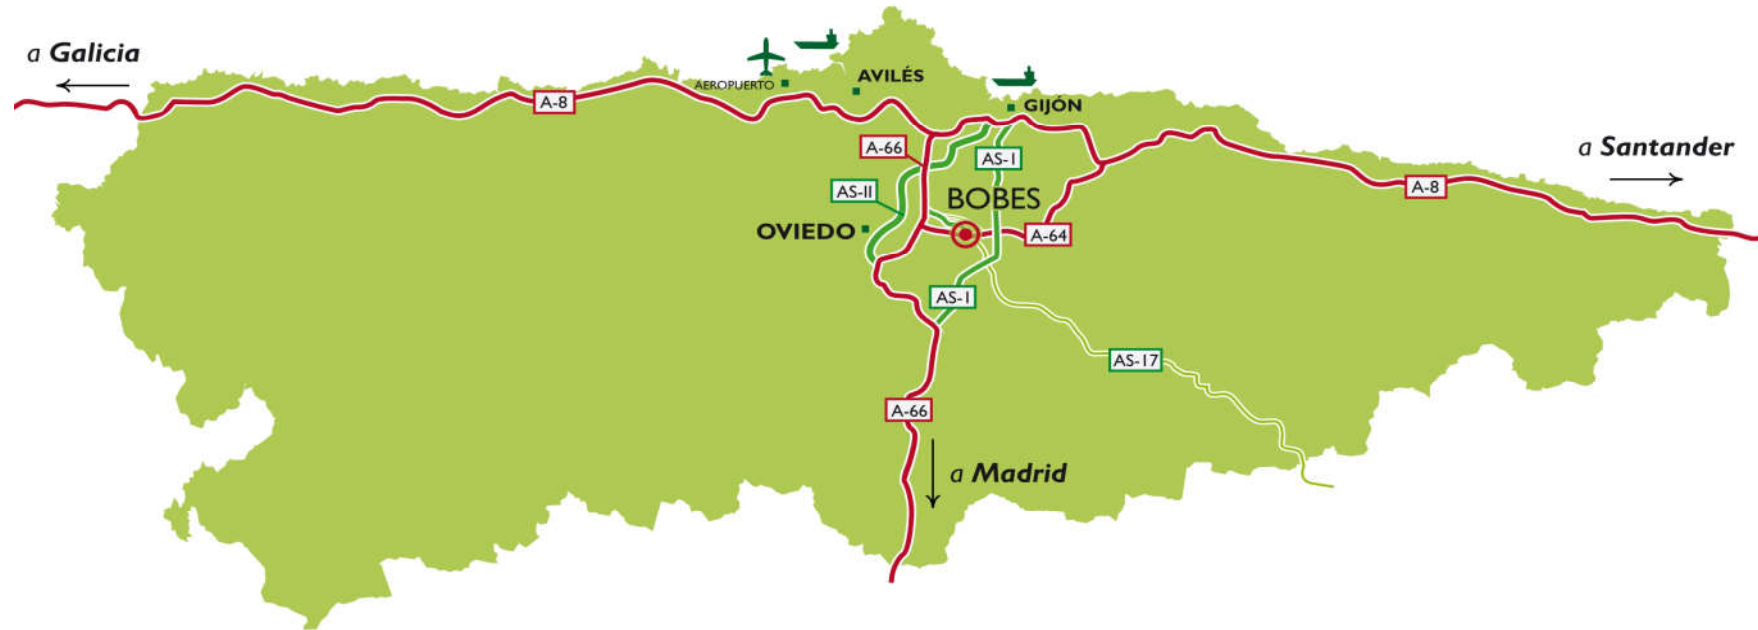 a Galicia
AEROPUERTO
AVILÉS
A-8
GIJÓN
A-66
AS-I
a Santander
AS-II
A-8
BOBES
OVIEDO
A-64
AS-I
AS-17
A-66
a Madrid